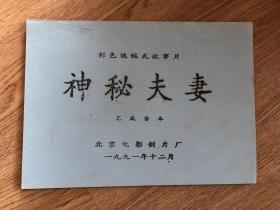 彩色遮幅式故事片
神秘夫妻
完成台本
北京电影制片厂
一九九一年十二月